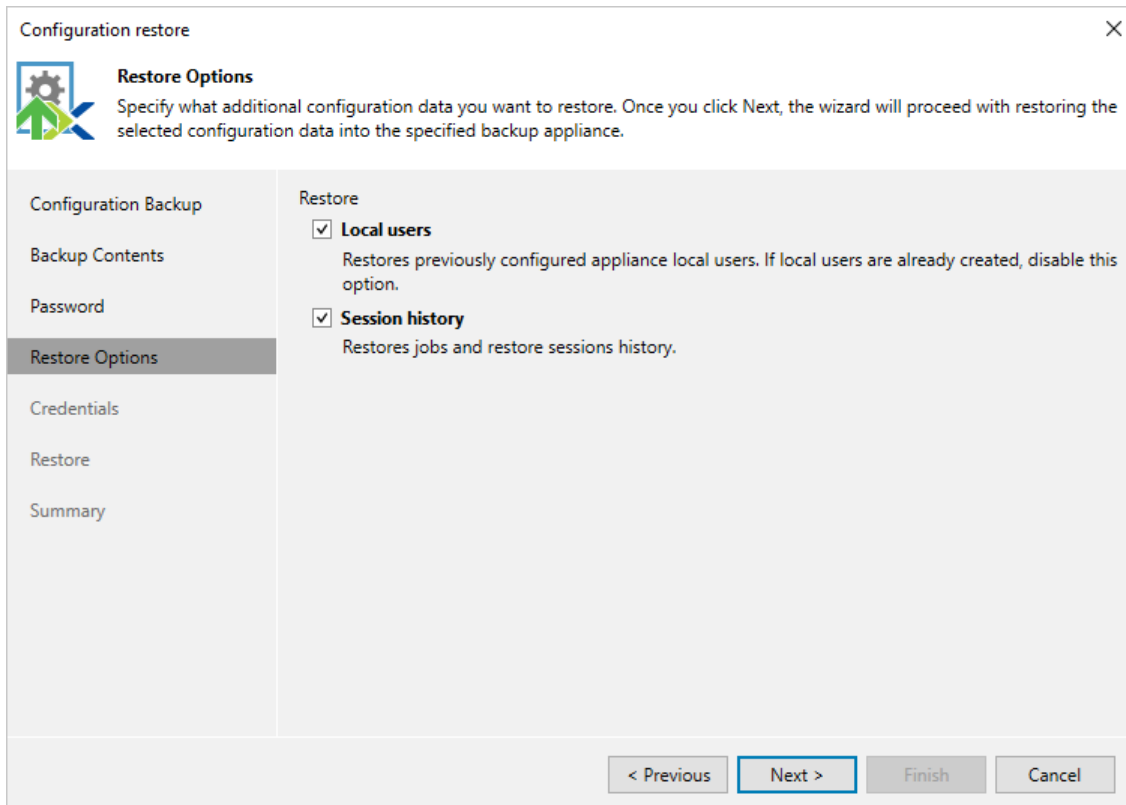 Configuration restore
Restore Options
Specify what additional configuration data you want to restore. Once you click Next, the wizard will proceed with restoring the
selected configuration data into the specified backup appliance.
Configuration Backup
Backup Contents
Password
Restore Options
Credentials
Restore
Summary
Restore
Local users
Restores previously configured appliance local users. If local users are already created, disable this
option.
Session history
Restores jobs and restore sessions history.
< Previous
Next >
Finish
Cancel